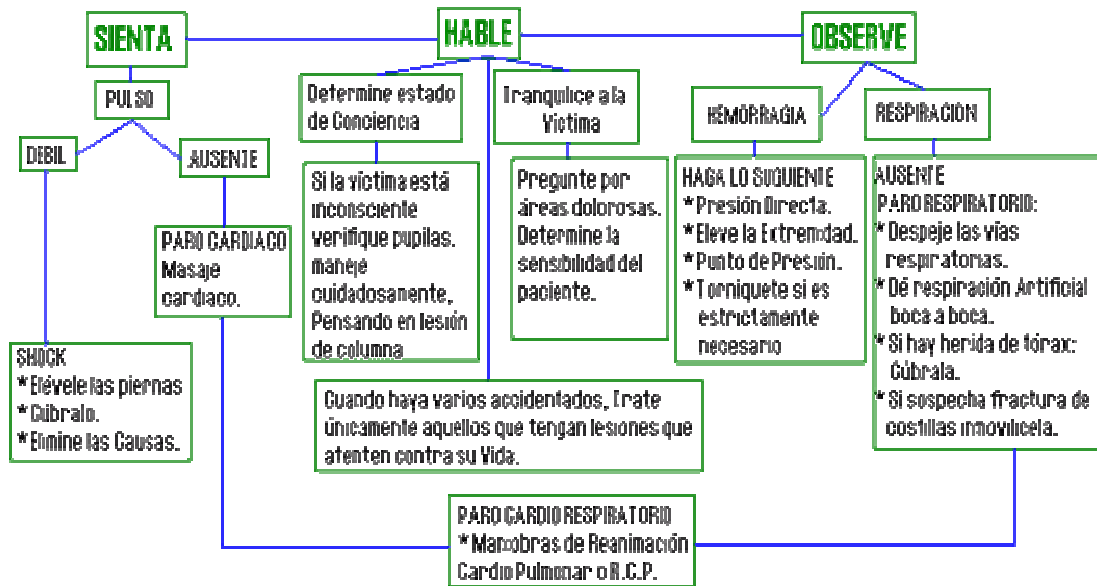 SIENTA
HABLE
OBSERVE
PULSO
DEBIL
AUSENTE
PARO CARDIACO
Masaje
cardiaco.
SHOCK
*Elévele las piernas
*Cúbralo.
*Elimine las Causas.
Determine estado
de Conciencia
Si la víctima está
inconsciente
verifique pupilas.
maneje
cuidadosamente,
Pensando en lesión
de columna
Tranquilice a la
Víctima
Pregunte por
áreas dolorosas.
Determine la
sensibilidad del
paciente.
Cuando haya varios accidentados, Trate
únicamente aquellos que tengan lesiones que
atenten contra su Vida.
HEMORRAGIA
HAGA LO SIGUIENTE
*Presión Directa.
*Eleve la Extremidad.
*Punto de Presión.
*Torniquete si es
estrictamente
necesario
RESPIRACION
AUSENTE
PARO RESPIRATORIO:
*Despeje las vías
respiratorias.
*Dé respiración Artificial
boca a boca.
*Si hay herida de tórax:
Cúbrala.
*Si sospecha fractura de
costillas inmovilicela.
PARO CARDIO RESPIRATORIO
*Maniobras de Reanimación
Cardio Pulmonar o R.C.P.